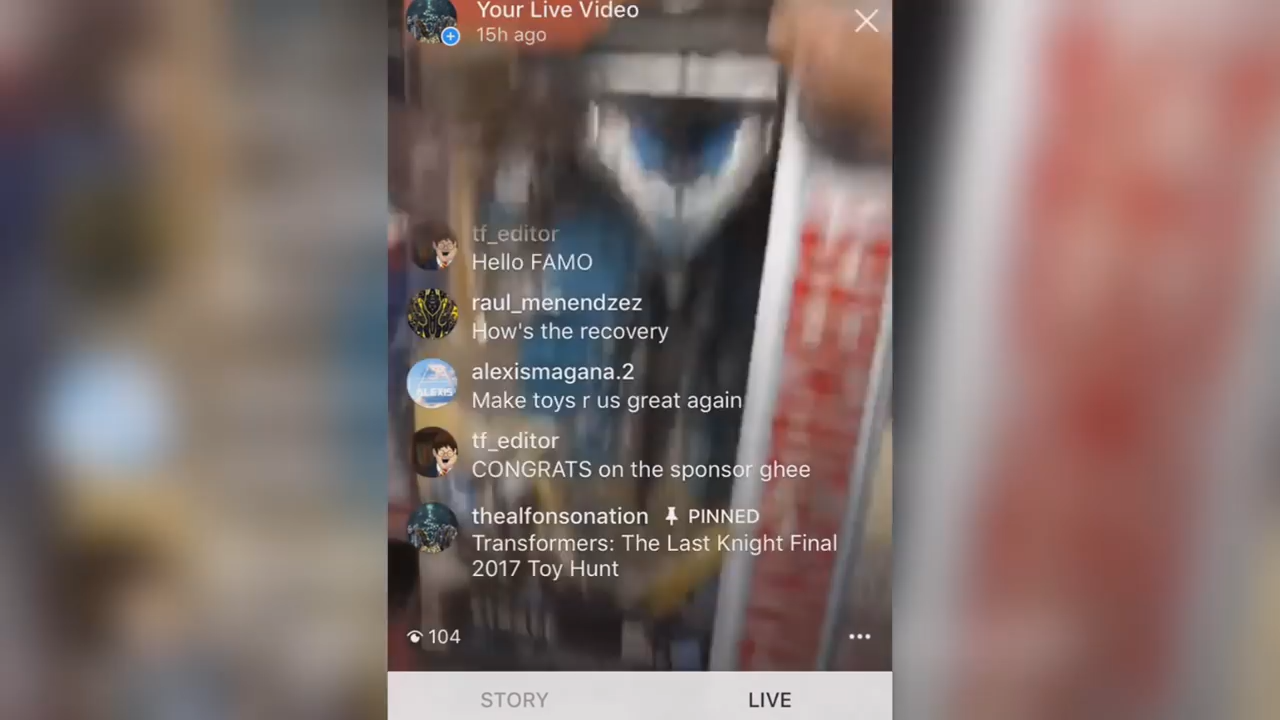 Your Live Video
15h ago
tf_editor
Hello FAMO
raul_menendzez
How's the recovery
alexismagana.2
ALEXIS
Make toys r us great again
tf_editor
CONGRATS on the sponsor ghee
thealfonsonation PINNED
Transformers: The Last Knight Final
2017 Toy Hunt
104
STORY
LIVE